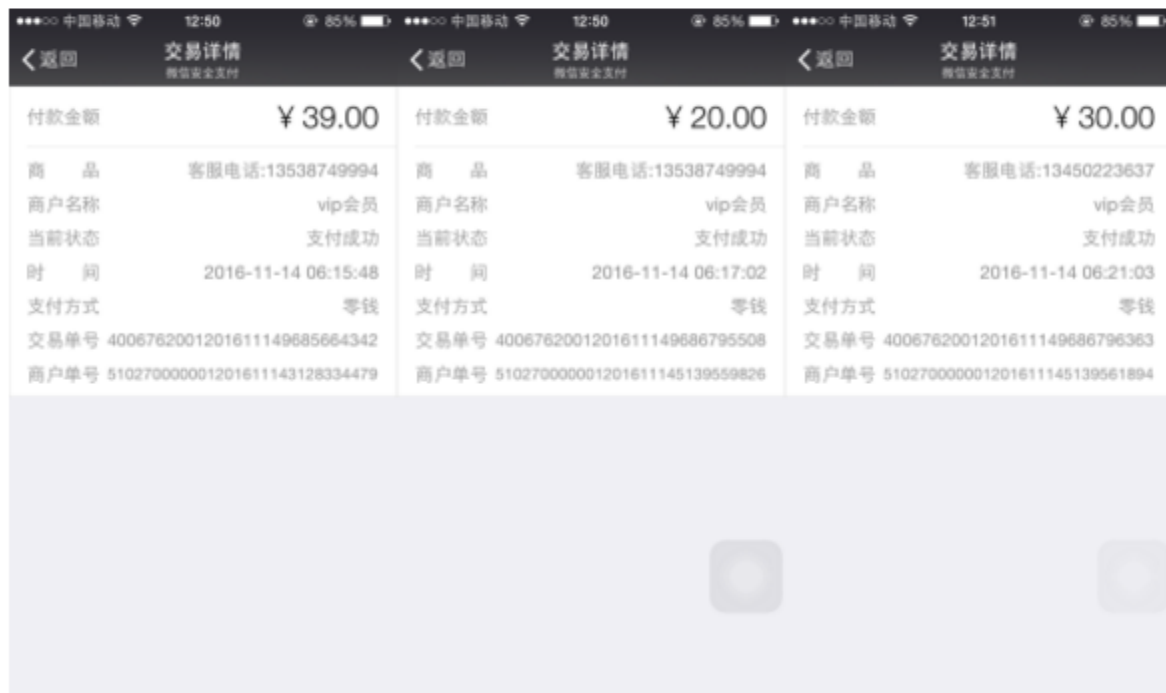 中国移动 12:50 85%
返回 交易详情
微信安全支付
付款金额 ¥ 39.00
商 品 客服电话:13538749994
商户名称 vip会员
当前状态 支付成功
时 间 2016-11-14 06:15:48
支付方式 零钱
交易单号 4006762001201611149685664342
商户单号 51027000000120161114312833​4479
中国移动 12:50 85%
返回 交易详情
微信安全支付
付款金额 ¥ 20.00
商 品 客服电话:13538749994
商户名称 vip会员
当前状态 支付成功
时 间 2016-11-14 06:17:02
支付方式 零钱
交易单号 4006762001201611149686795508
商户单号 510270000001201611145139559826
中国移动 12:51 85%
返回 交易详情
微信安全支付
付款金额 ¥ 30.00
商 品 客服电话:13450223637
商户名称 vip会员
当前状态 支付成功
时 间 2016-11-14 06:21:03
支付方式 零钱
交易单号 4006762001201611149686796363
商户单号 510270000001201611145139561894